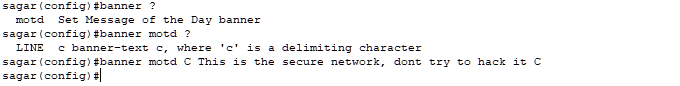 sagar(config)#banner ?
  motd  Set Message of the Day banner
sagar(config)#banner motd ?
  LINE  c banner-text c, where 'c' is a delimiting character
sagar(config)#banner motd C This is the secure network, dont try to hack it C
sagar(config)#